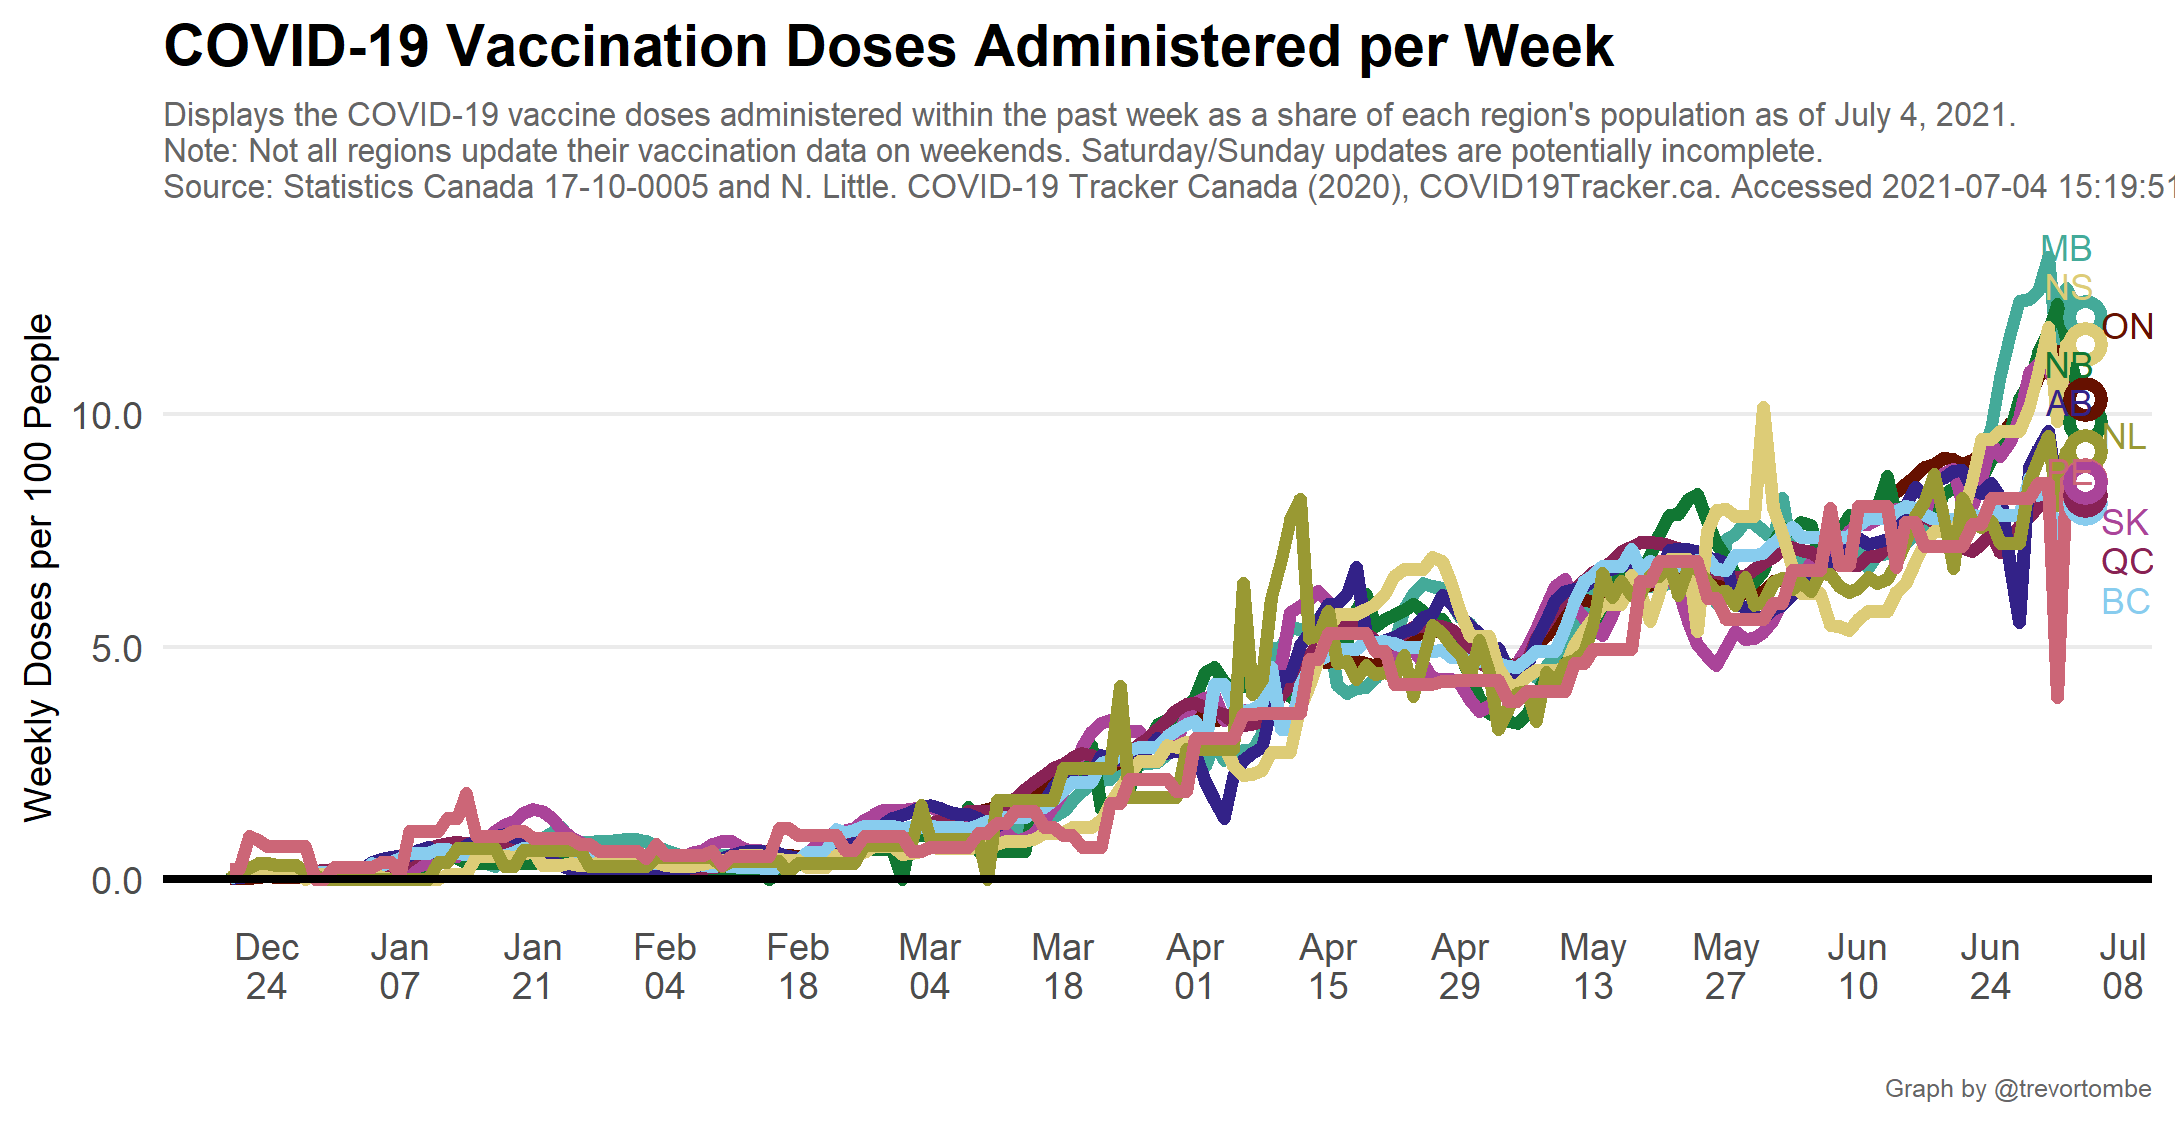 COVID-19 Vaccination Doses Administered per Week
Displays the COVID-19 vaccine doses administered within the past week as a share of each region's population as of July 4, 2021.
Note: Not all regions update their vaccination data on weekends. Saturday/Sunday updates are potentially incomplete.
Source: Statistics Canada 17-10-0005 and N. Little. COVID-19 Tracker Canada (2020), COVID19Tracker.ca. Accessed 2021-07-04 15:19:51
Weekly Doses per 100 People
10.0
5.0
0.0
MB
NS
ON
NB
AB
NL
PE
SK
QC
BC
Dec Jan Jan Feb Feb Mar Mar Apr Apr Apr May May Jun Jun Jul
24 07 21 04 18 04 18 01 15 29 13 27 10 24 08
Graph by @trevortombe